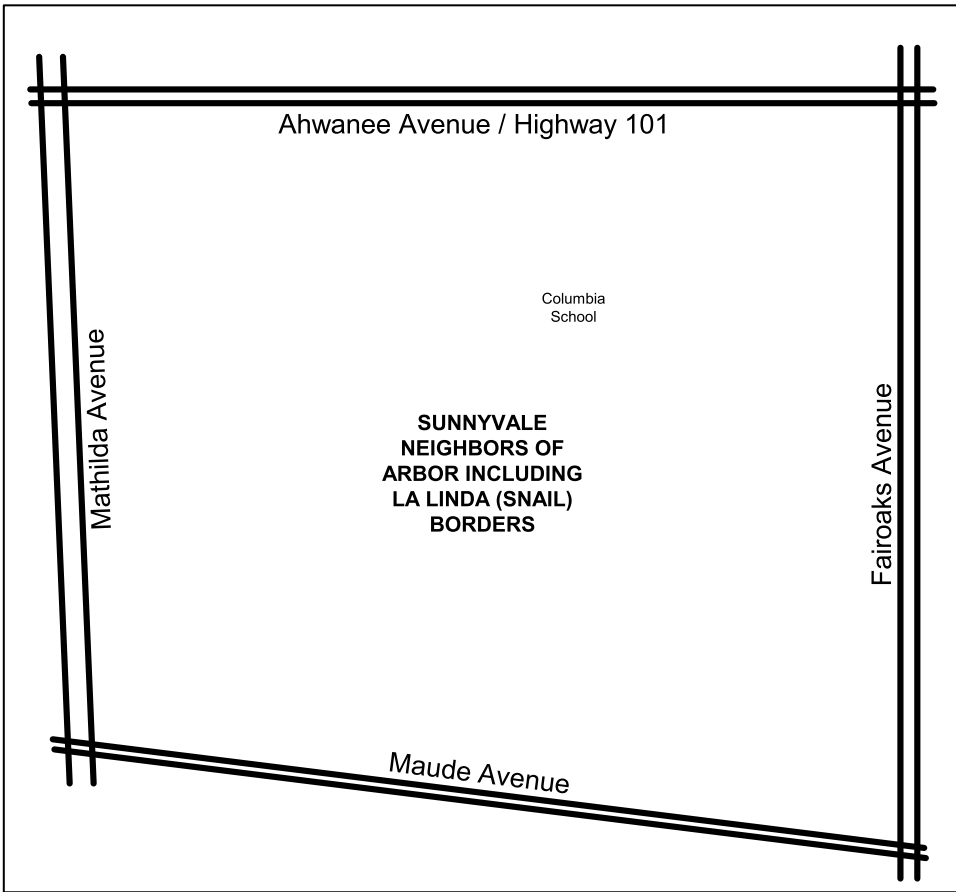 Ahwanee Avenue / Highway 101
Columbia
School
Mathilda Avenue
SUNNYVALE
NEIGHBORS OF
ARBOR INCLUDING
LA LINDA (SNAIL)
BORDERS
Fairoaks Avenue
Maude Avenue